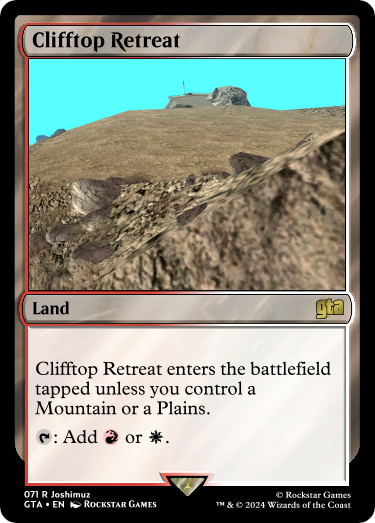 Clifftop Retreat
Land
gta
Clifftop Retreat enters the battlefield
tapped unless you control a
Mountain or a Plains.
: Add or .
071 R Joshimuz
GTA • EN Rockstar Games
© Rockstar Games
™ & © 2024 Wizards of the Coast